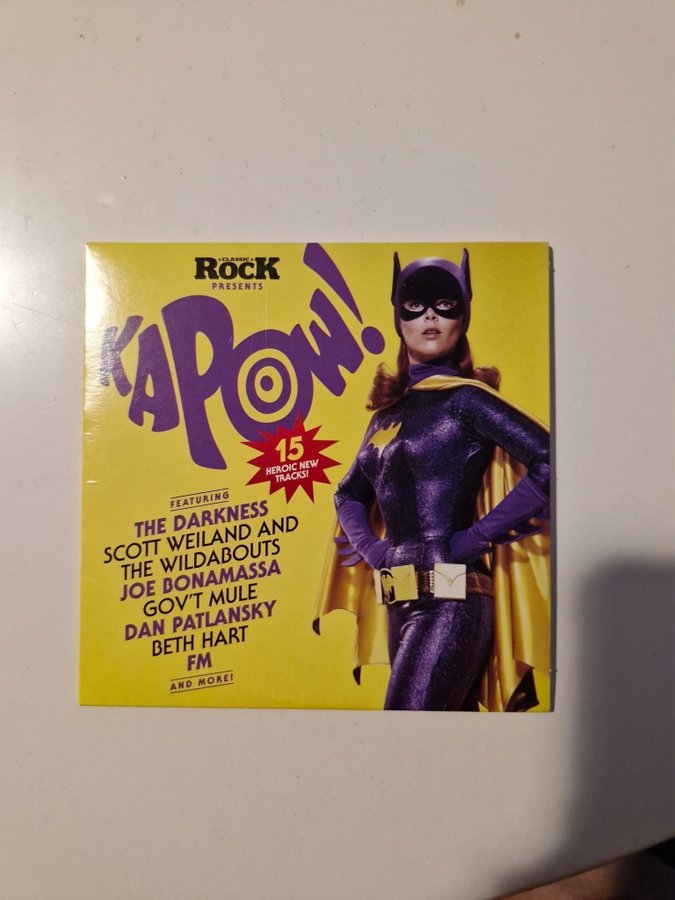 CLASSIC
ROCK
PRESENTS
KAPOW!
15
HEROIC NEW
TRACKS!
FEATURING
THE DARKNESS
SCOTT WEILAND AND
THE WILDABOUTS
JOE BONAMASSA
GOV'T MULE
DAN PATLANSKY
BETH HART
FM
AND MORE!